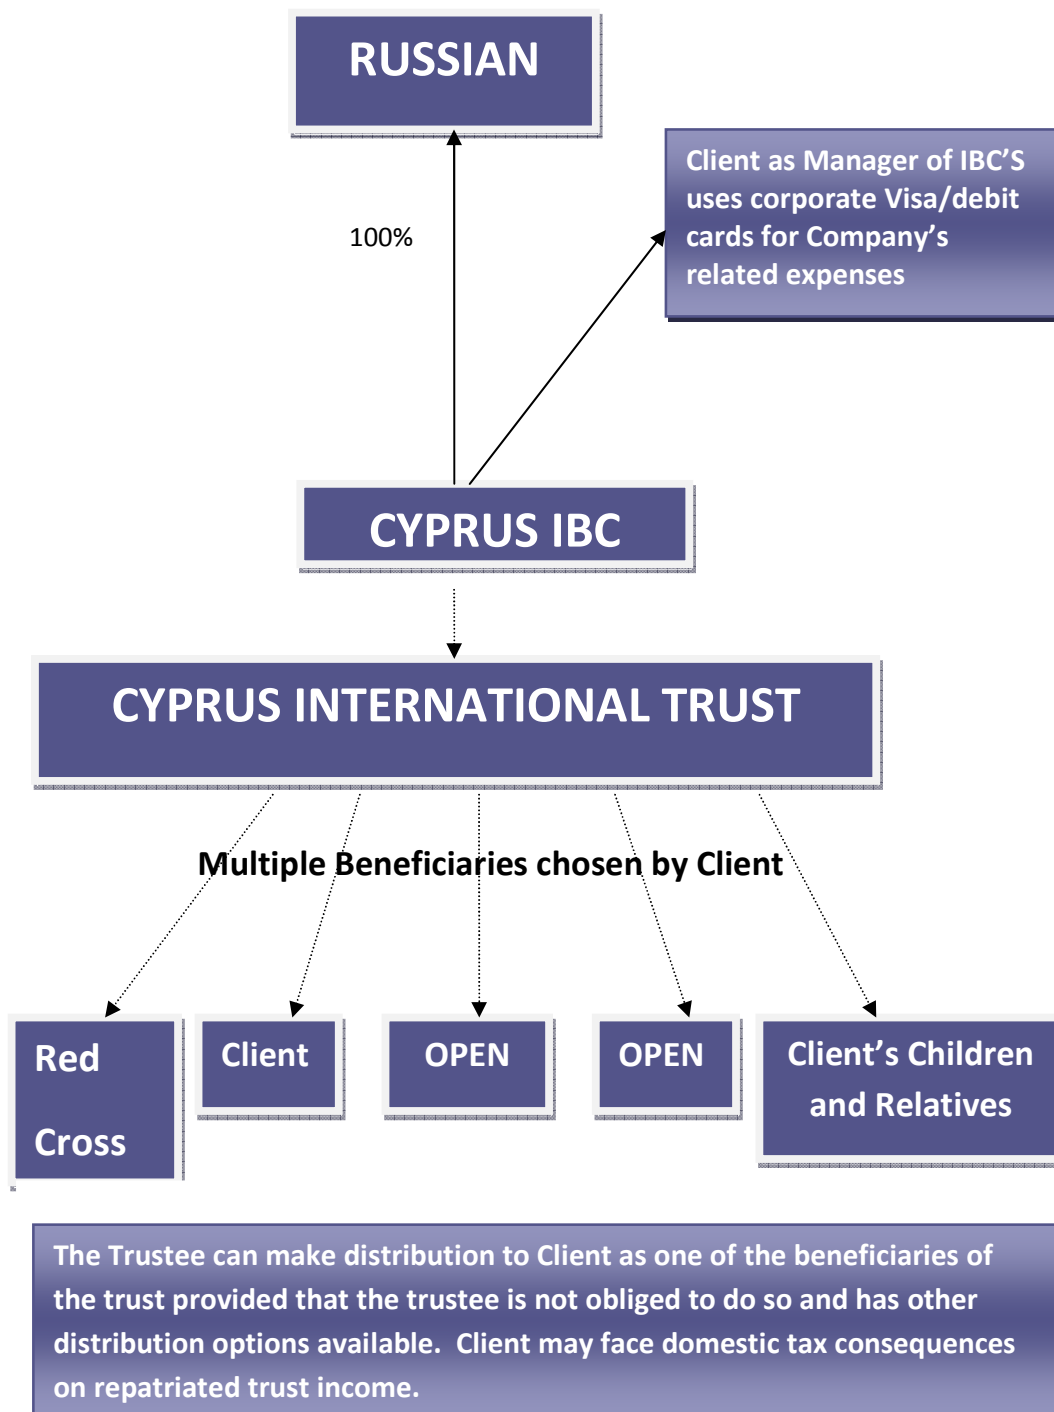 RUSSIAN
Client as Manager of IBC’S
uses corporate Visa/debit
cards for Company’s
related expenses
100%
CYPRUS IBC
CYPRUS INTERNATIONAL TRUST
Multiple Beneficiaries chosen by Client
Red
Cross
Client
OPEN
OPEN
Client’s Children
and Relatives
The Trustee can make distribution to Client as one of the beneficiaries of
the trust provided that the trustee is not obliged to do so and has other
distribution options available.  Client may face domestic tax consequences
on repatriated trust income.